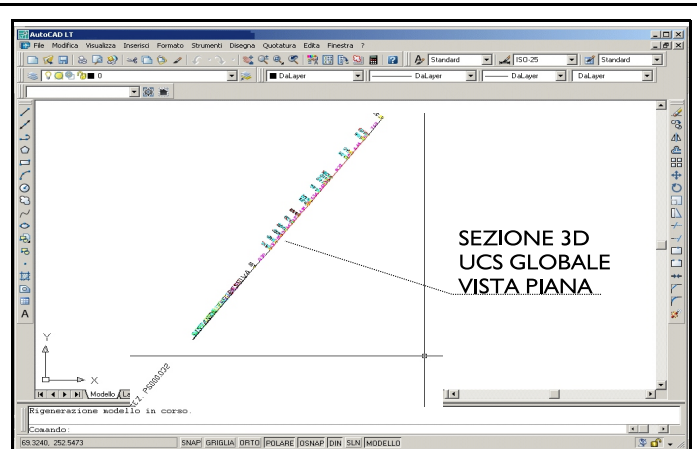 AutoCAD LT
File Modifica Visualizza Inserisci Formato Strumenti Disegna Quotatura Edita Finestra ?
Standard ISO-25 Standard
0 DaLayer DaLayer DaLayer DaLayer
SEZIONE 3D
UCS GLOBALE
VISTA PIANA
Y
X
Modello
Rigenerazione modello in corso.
Comando:
69.3240, 252.5473 SNAP GRIGLIA ORTO POLARE OSNAP DIN SLN MODELLO